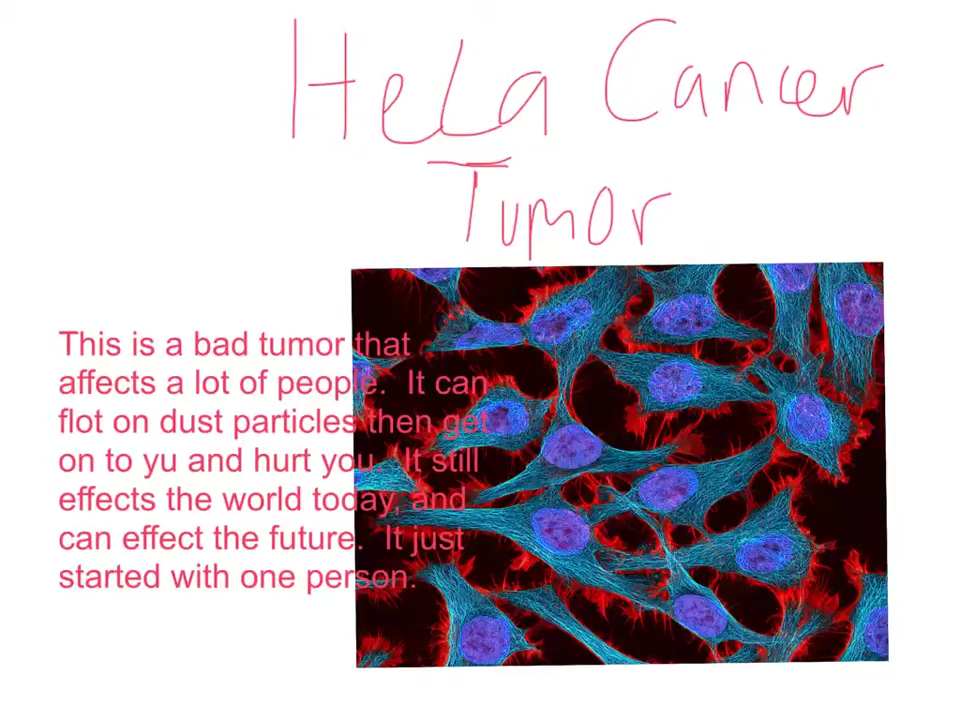 HeLa Cancer
Tumor
This is a bad tumor that
affects a lot of people.  It can
flot on dust particles then get
on to yu and hurt you.  It still
effects the world today, and
can effect the future.  It just
started with one person.